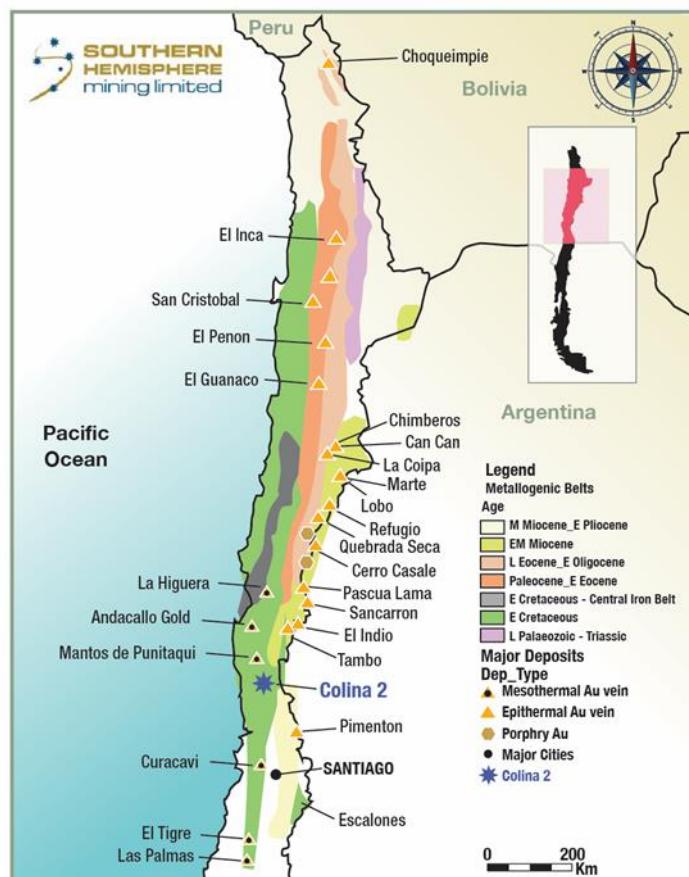 Peru
SOUTHERN
HEMISPHERE
mining limited
Choqueimpie
Bolivia
El Inca
San Cristobal
El Penon
El Guanaco
Argentina
Chimberos
Can Can
Pacific
Ocean
La Coipa
Marte
Lobo
Refugio
Quebrada Seca
Cerro Casale
La Higuera
Pascua Lama
Andacallo Gold
Sancarron
El Indio
Mantos de Punitaqui
Tambo
Colina 2
Pimenton
Curacavi
SANTIAGO
Escalones
El Tigre
Las Palmas
Legend
Metallogenic Belts
Age
M Miocene_E Pliocene
EM Miocene
L Eocene_E Oligocene
Paleocene_E Eocene
E Cretaceous - Central Iron Belt
E Cretaceous
L Palaeozoic - Triassic
Major Deposits
Dep_Type
Mesothermal Au vein
Epithermal Au vein
Porphry Au
Major Cities
Colina 2
0 200
Km